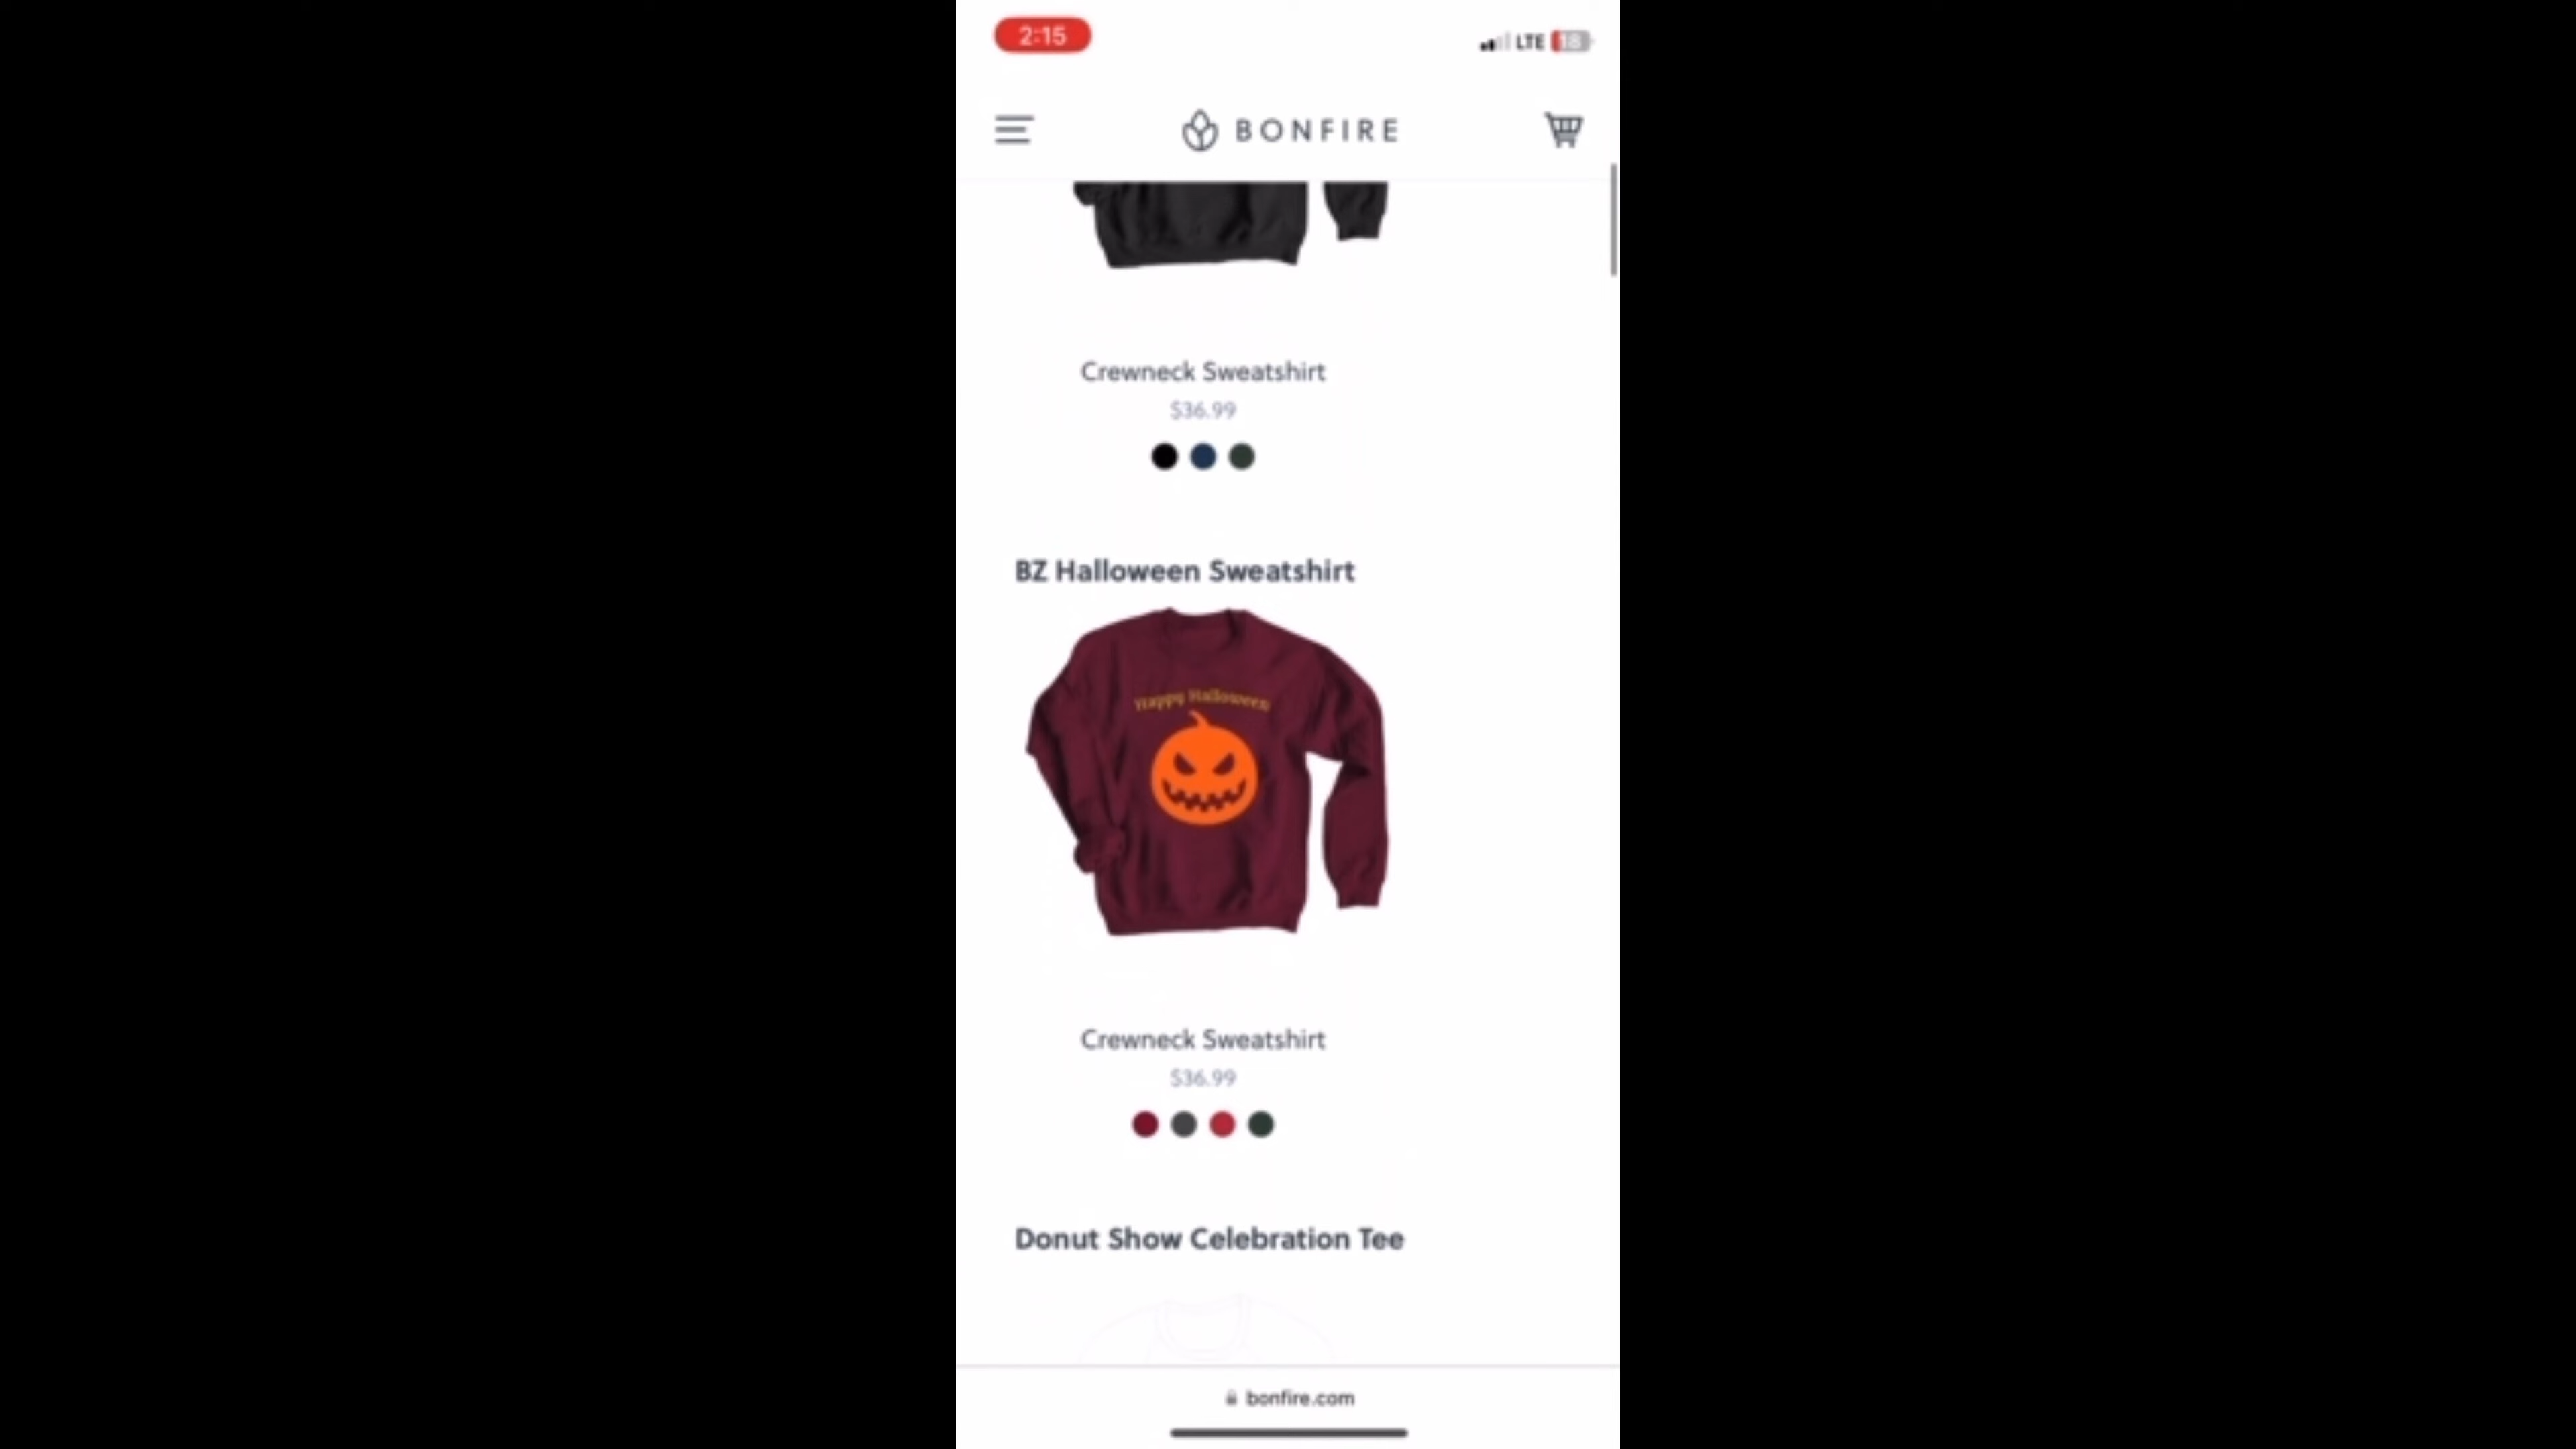 2:15
LTE 18
BONFIRE
Crewneck Sweatshirt
$36.99
BZ Halloween Sweatshirt
Happy Halloween
Crewneck Sweatshirt
$36.99
Donut Show Celebration Tee
bonfire.com